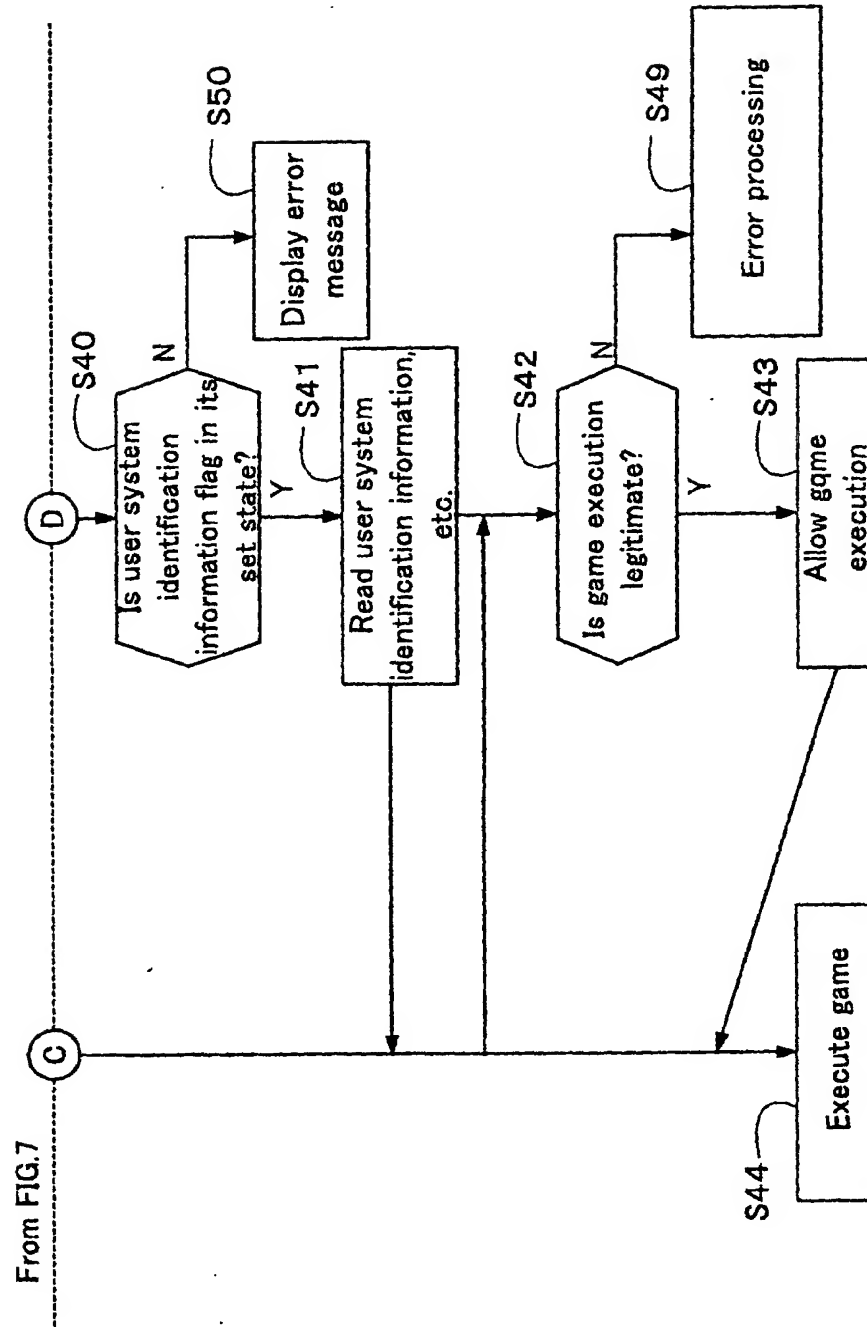 From FIG.7
C
D
S40
Is user system
identification
information flag in its
set state?
N
Y
S50
Display error
message
S41
Read user system
identification information,
etc.
S42
Is game execution
legitimate?
N
Y
S49
Error processing
S43
Allow gqme
execution
S44
Execute game